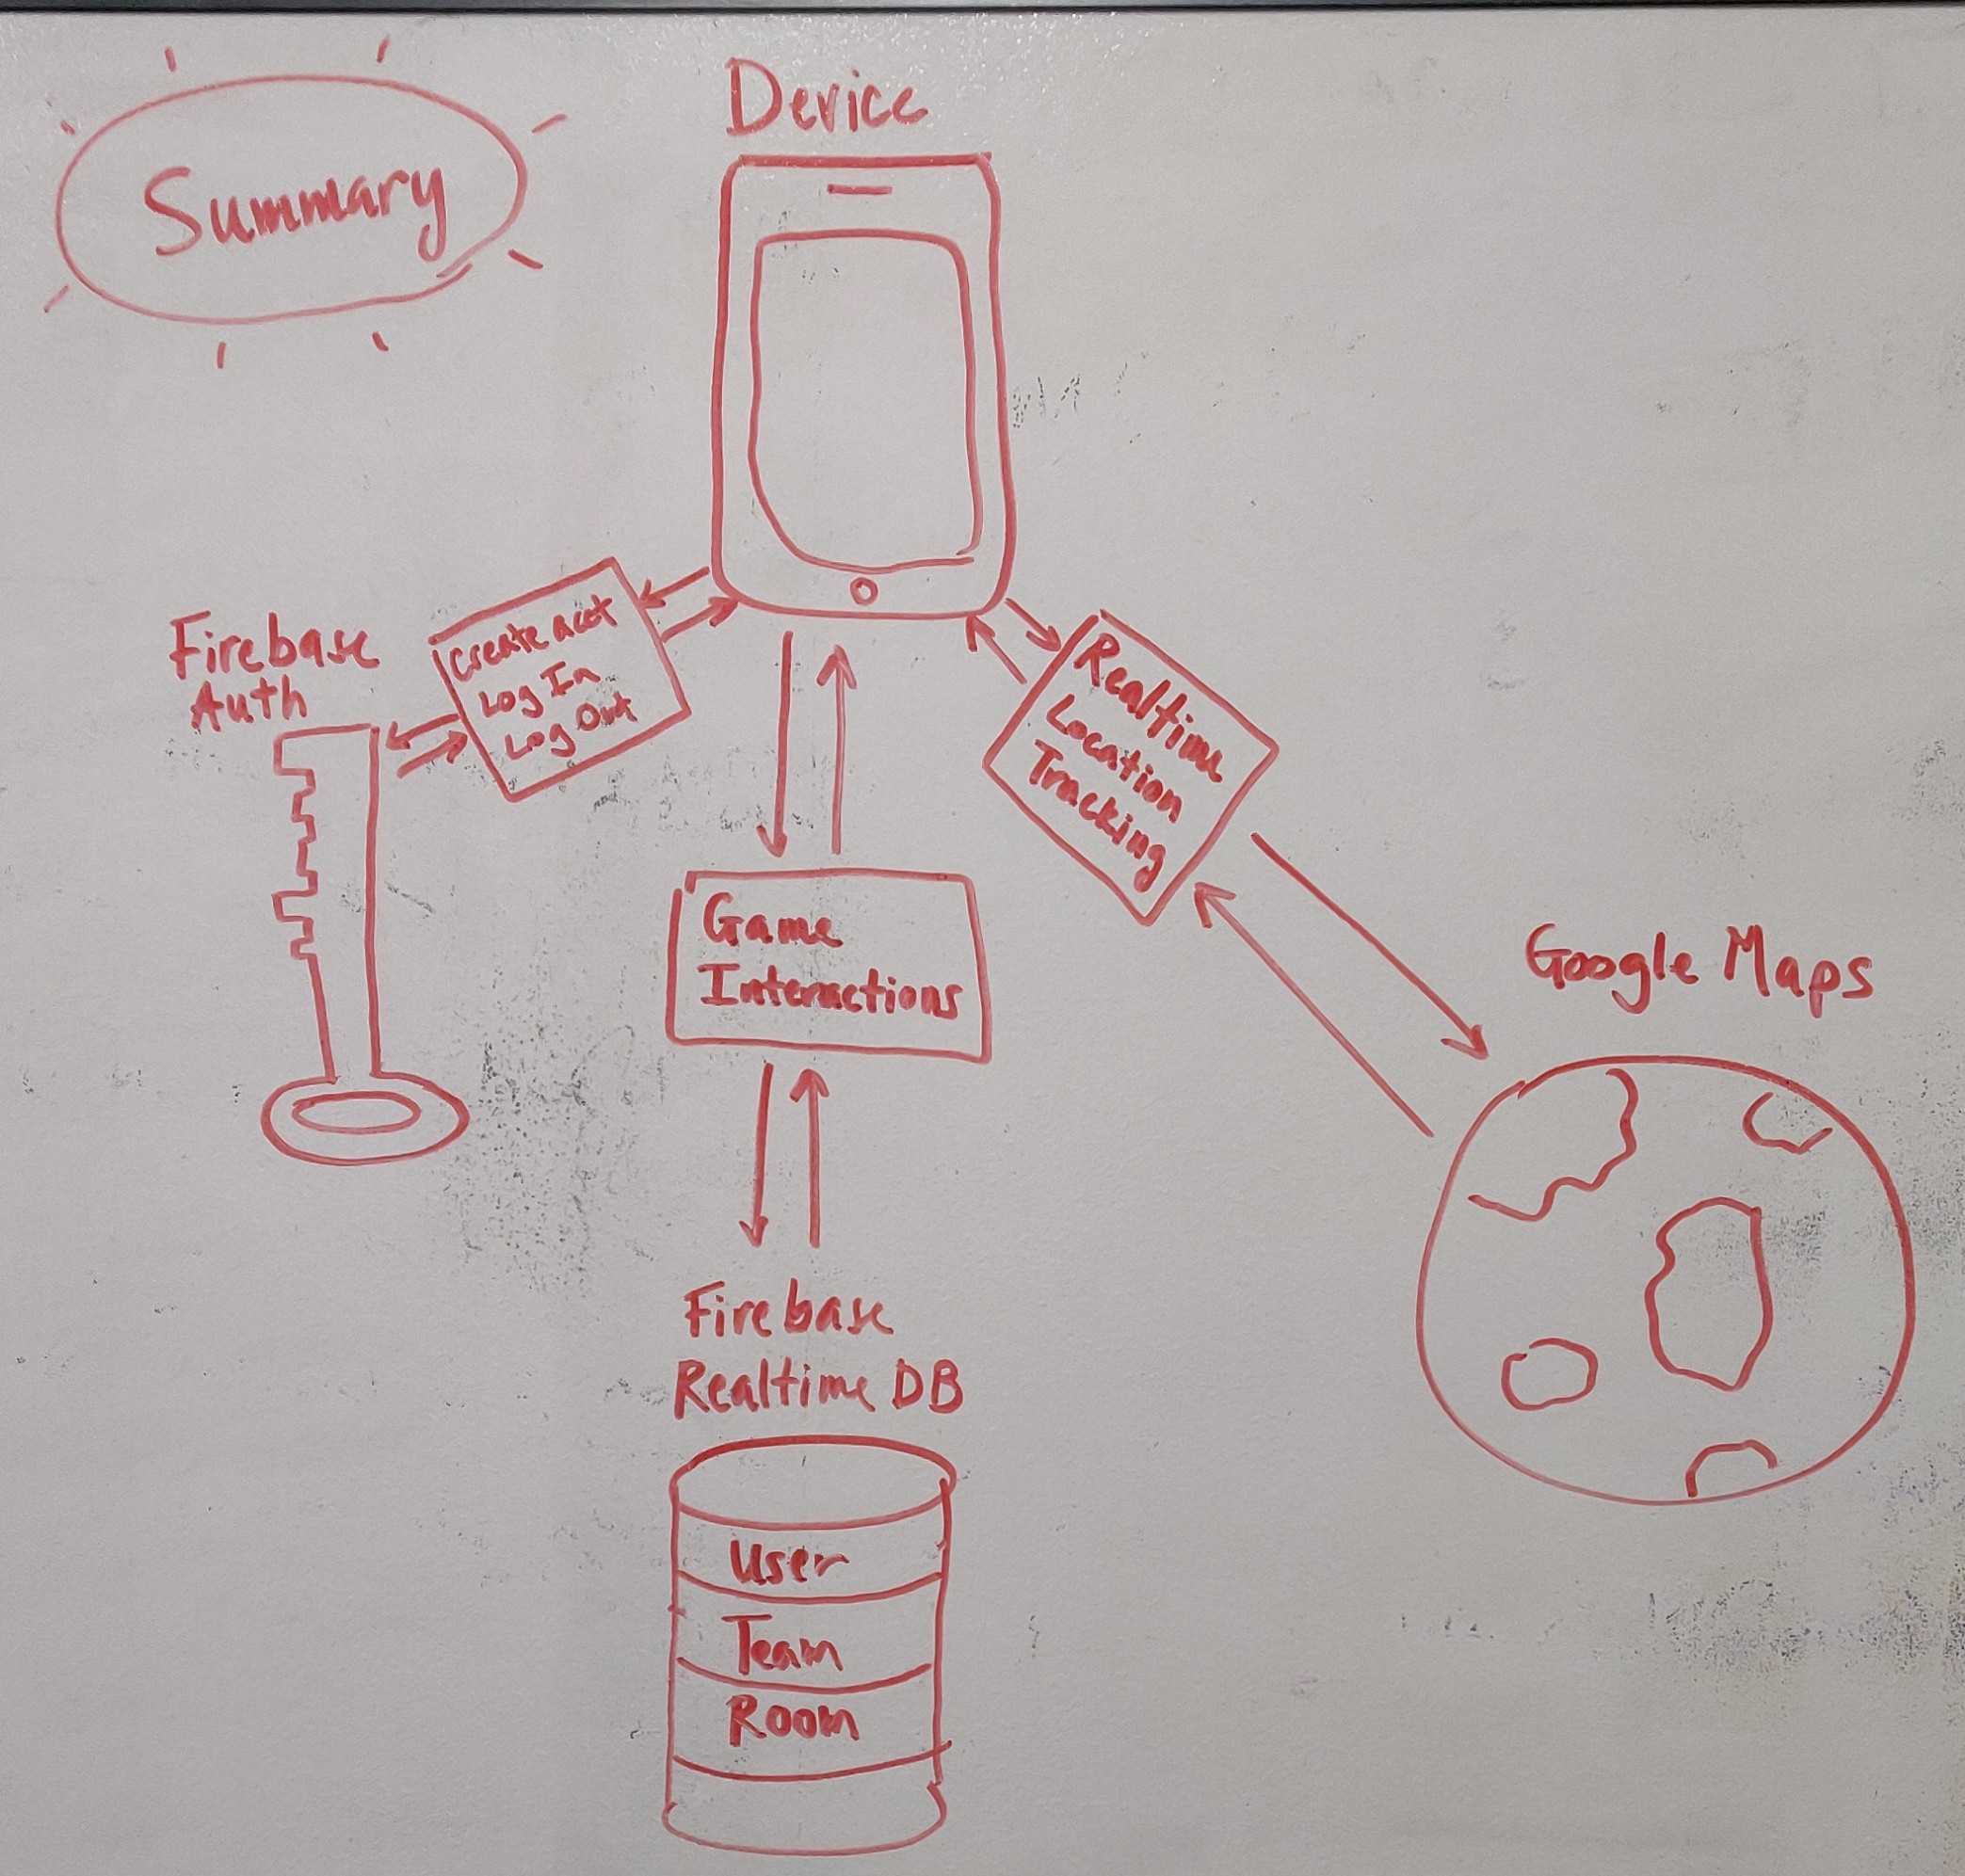 Summary
Device
Firebase
Auth
Create acct
Log In
Log Out
Realtime
Location
Tracking
Game
Interactions
Google Maps
Firebase
Realtime DB
User
Team
Room